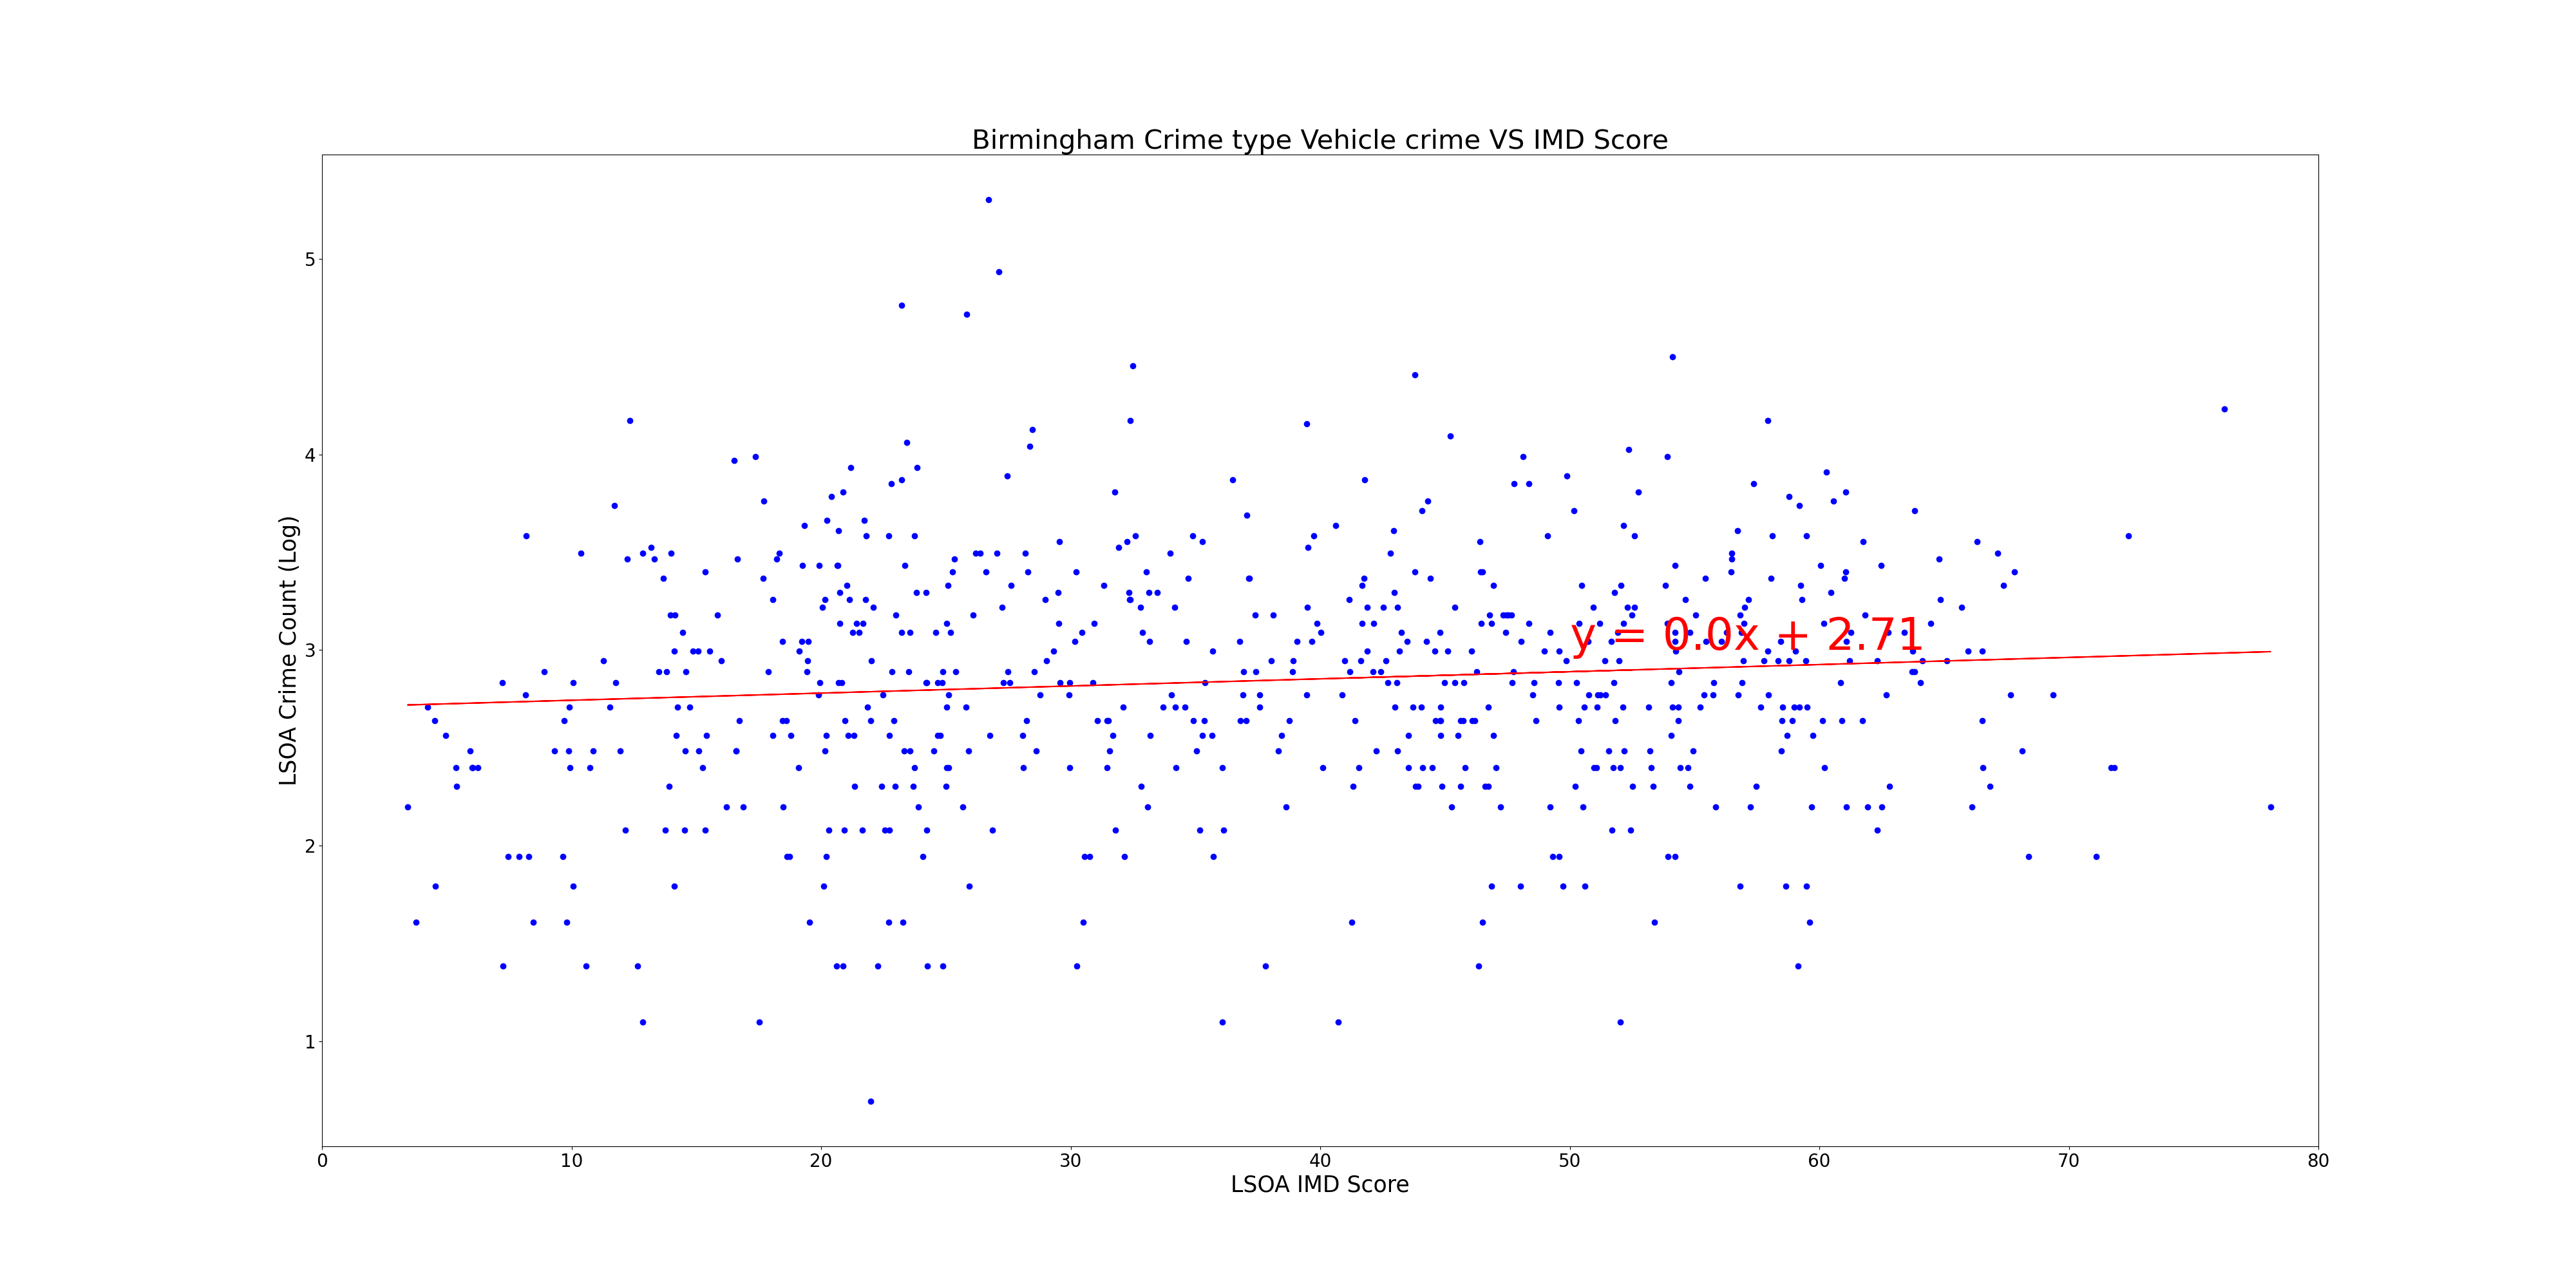 Birmingham Crime type Vehicle crime VS IMD Score
5
4
3
2
1
LSOA Crime Count (Log)
y = 0.0x + 2.71
0 10 20 30 40 50 60 70 80
LSOA IMD Score